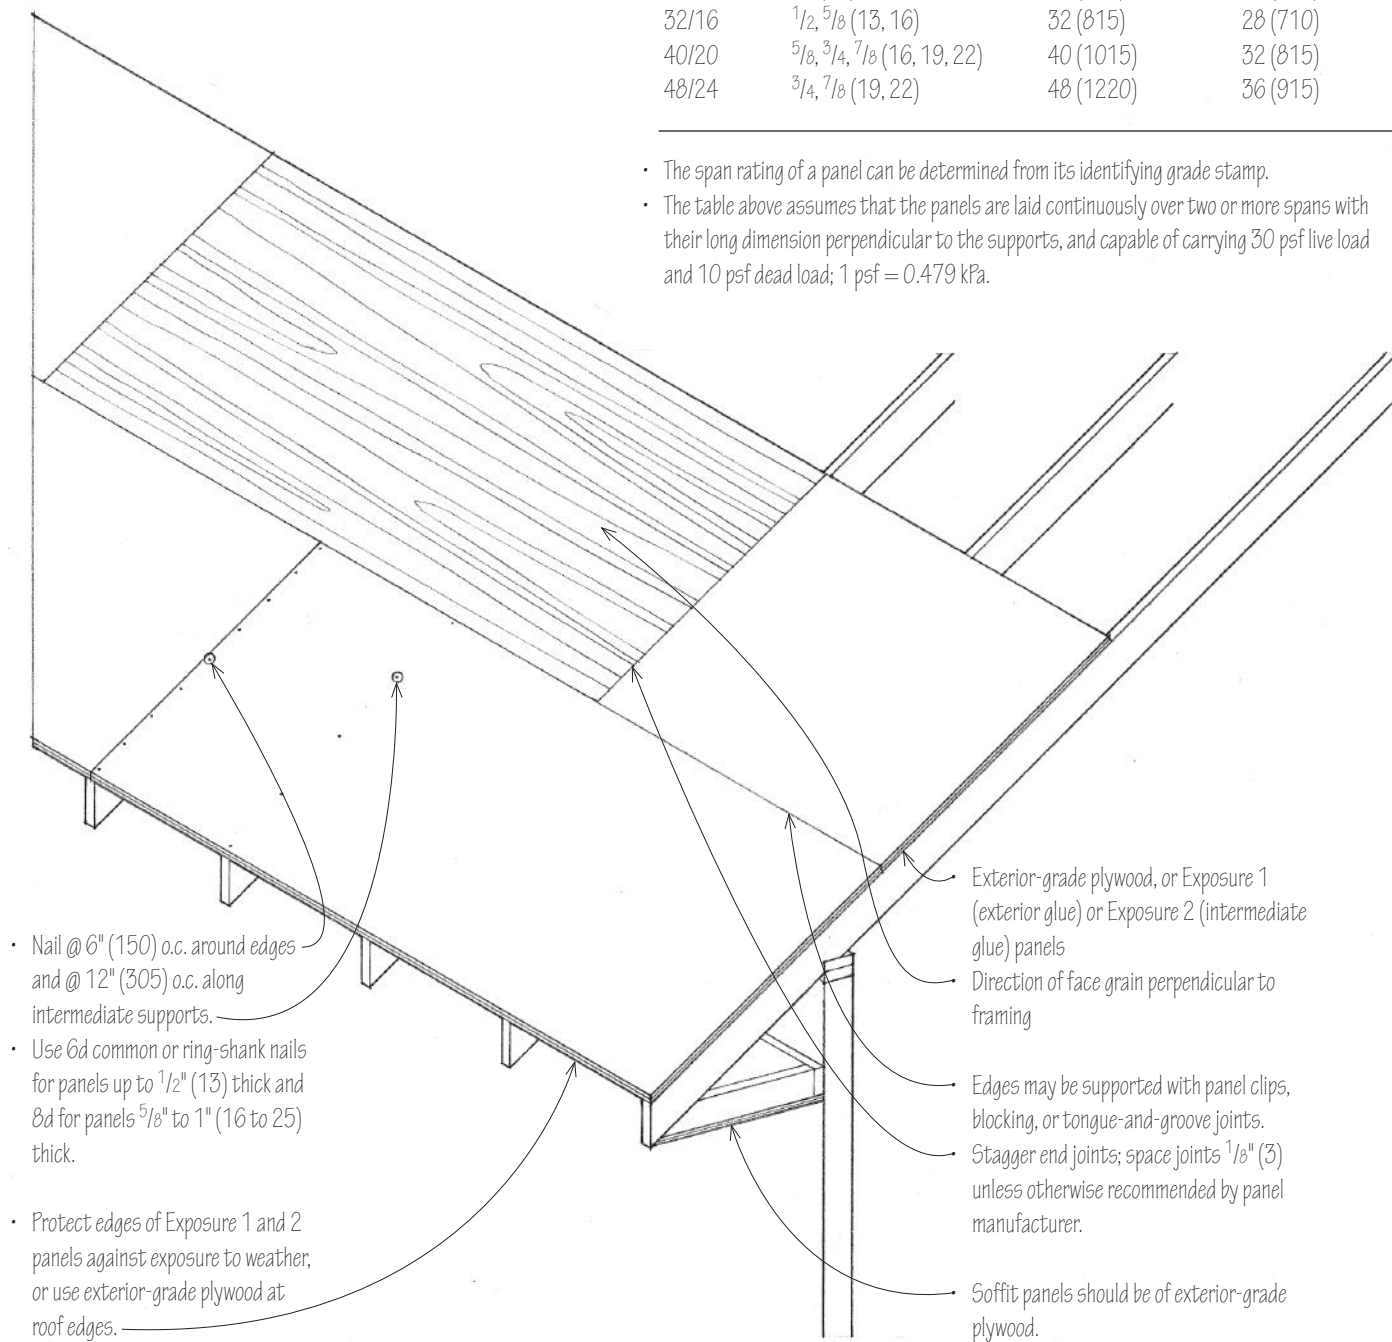 32/16 1/2, 5/8 (13, 16) 32 (815) 28 (710)
40/20 5/8, 3/4, 7/8 (16, 19, 22) 40 (1015) 32 (815)
48/24 3/4, 7/8 (19, 22) 48 (1220) 36 (915)
• The span rating of a panel can be determined from its identifying grade stamp.
• The table above assumes that the panels are laid continuously over two or more spans with
their long dimension perpendicular to the supports, and capable of carrying 30 psf live load
and 10 psf dead load; 1 psf = 0.479 kPa.
• Nail @ 6" (150) o.c. around edges
and @ 12" (305) o.c. along
intermediate supports.
• Use 6d common or ring-shank nails
for panels up to 1/2" (13) thick and
8d for panels 5/8" to 1" (16 to 25)
thick.
• Protect edges of Exposure 1 and 2
panels against exposure to weather,
or use exterior-grade plywood at
roof edges.
• Exterior-grade plywood, or Exposure 1
(exterior glue) or Exposure 2 (intermediate
glue) panels
• Direction of face grain perpendicular to
framing
• Edges may be supported with panel clips,
blocking, or tongue-and-groove joints.
• Stagger end joints; space joints 1/8" (3)
unless otherwise recommended by panel
manufacturer.
• Soffit panels should be of exterior-grade
plywood.